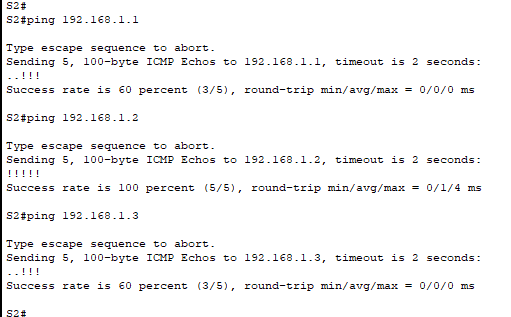 S2#
S2#ping 192.168.1.1
Type escape sequence to abort.
Sending 5, 100-byte ICMP Echos to 192.168.1.1, timeout is 2 seconds:
..!!!
Success rate is 60 percent (3/5), round-trip min/avg/max = 0/0/0 ms
S2#ping 192.168.1.2
Type escape sequence to abort.
Sending 5, 100-byte ICMP Echos to 192.168.1.2, timeout is 2 seconds:
!!!!!
Success rate is 100 percent (5/5), round-trip min/avg/max = 0/1/4 ms
S2#ping 192.168.1.3
Type escape sequence to abort.
Sending 5, 100-byte ICMP Echos to 192.168.1.3, timeout is 2 seconds:
..!!!
Success rate is 60 percent (3/5), round-trip min/avg/max = 0/0/0 ms
S2#